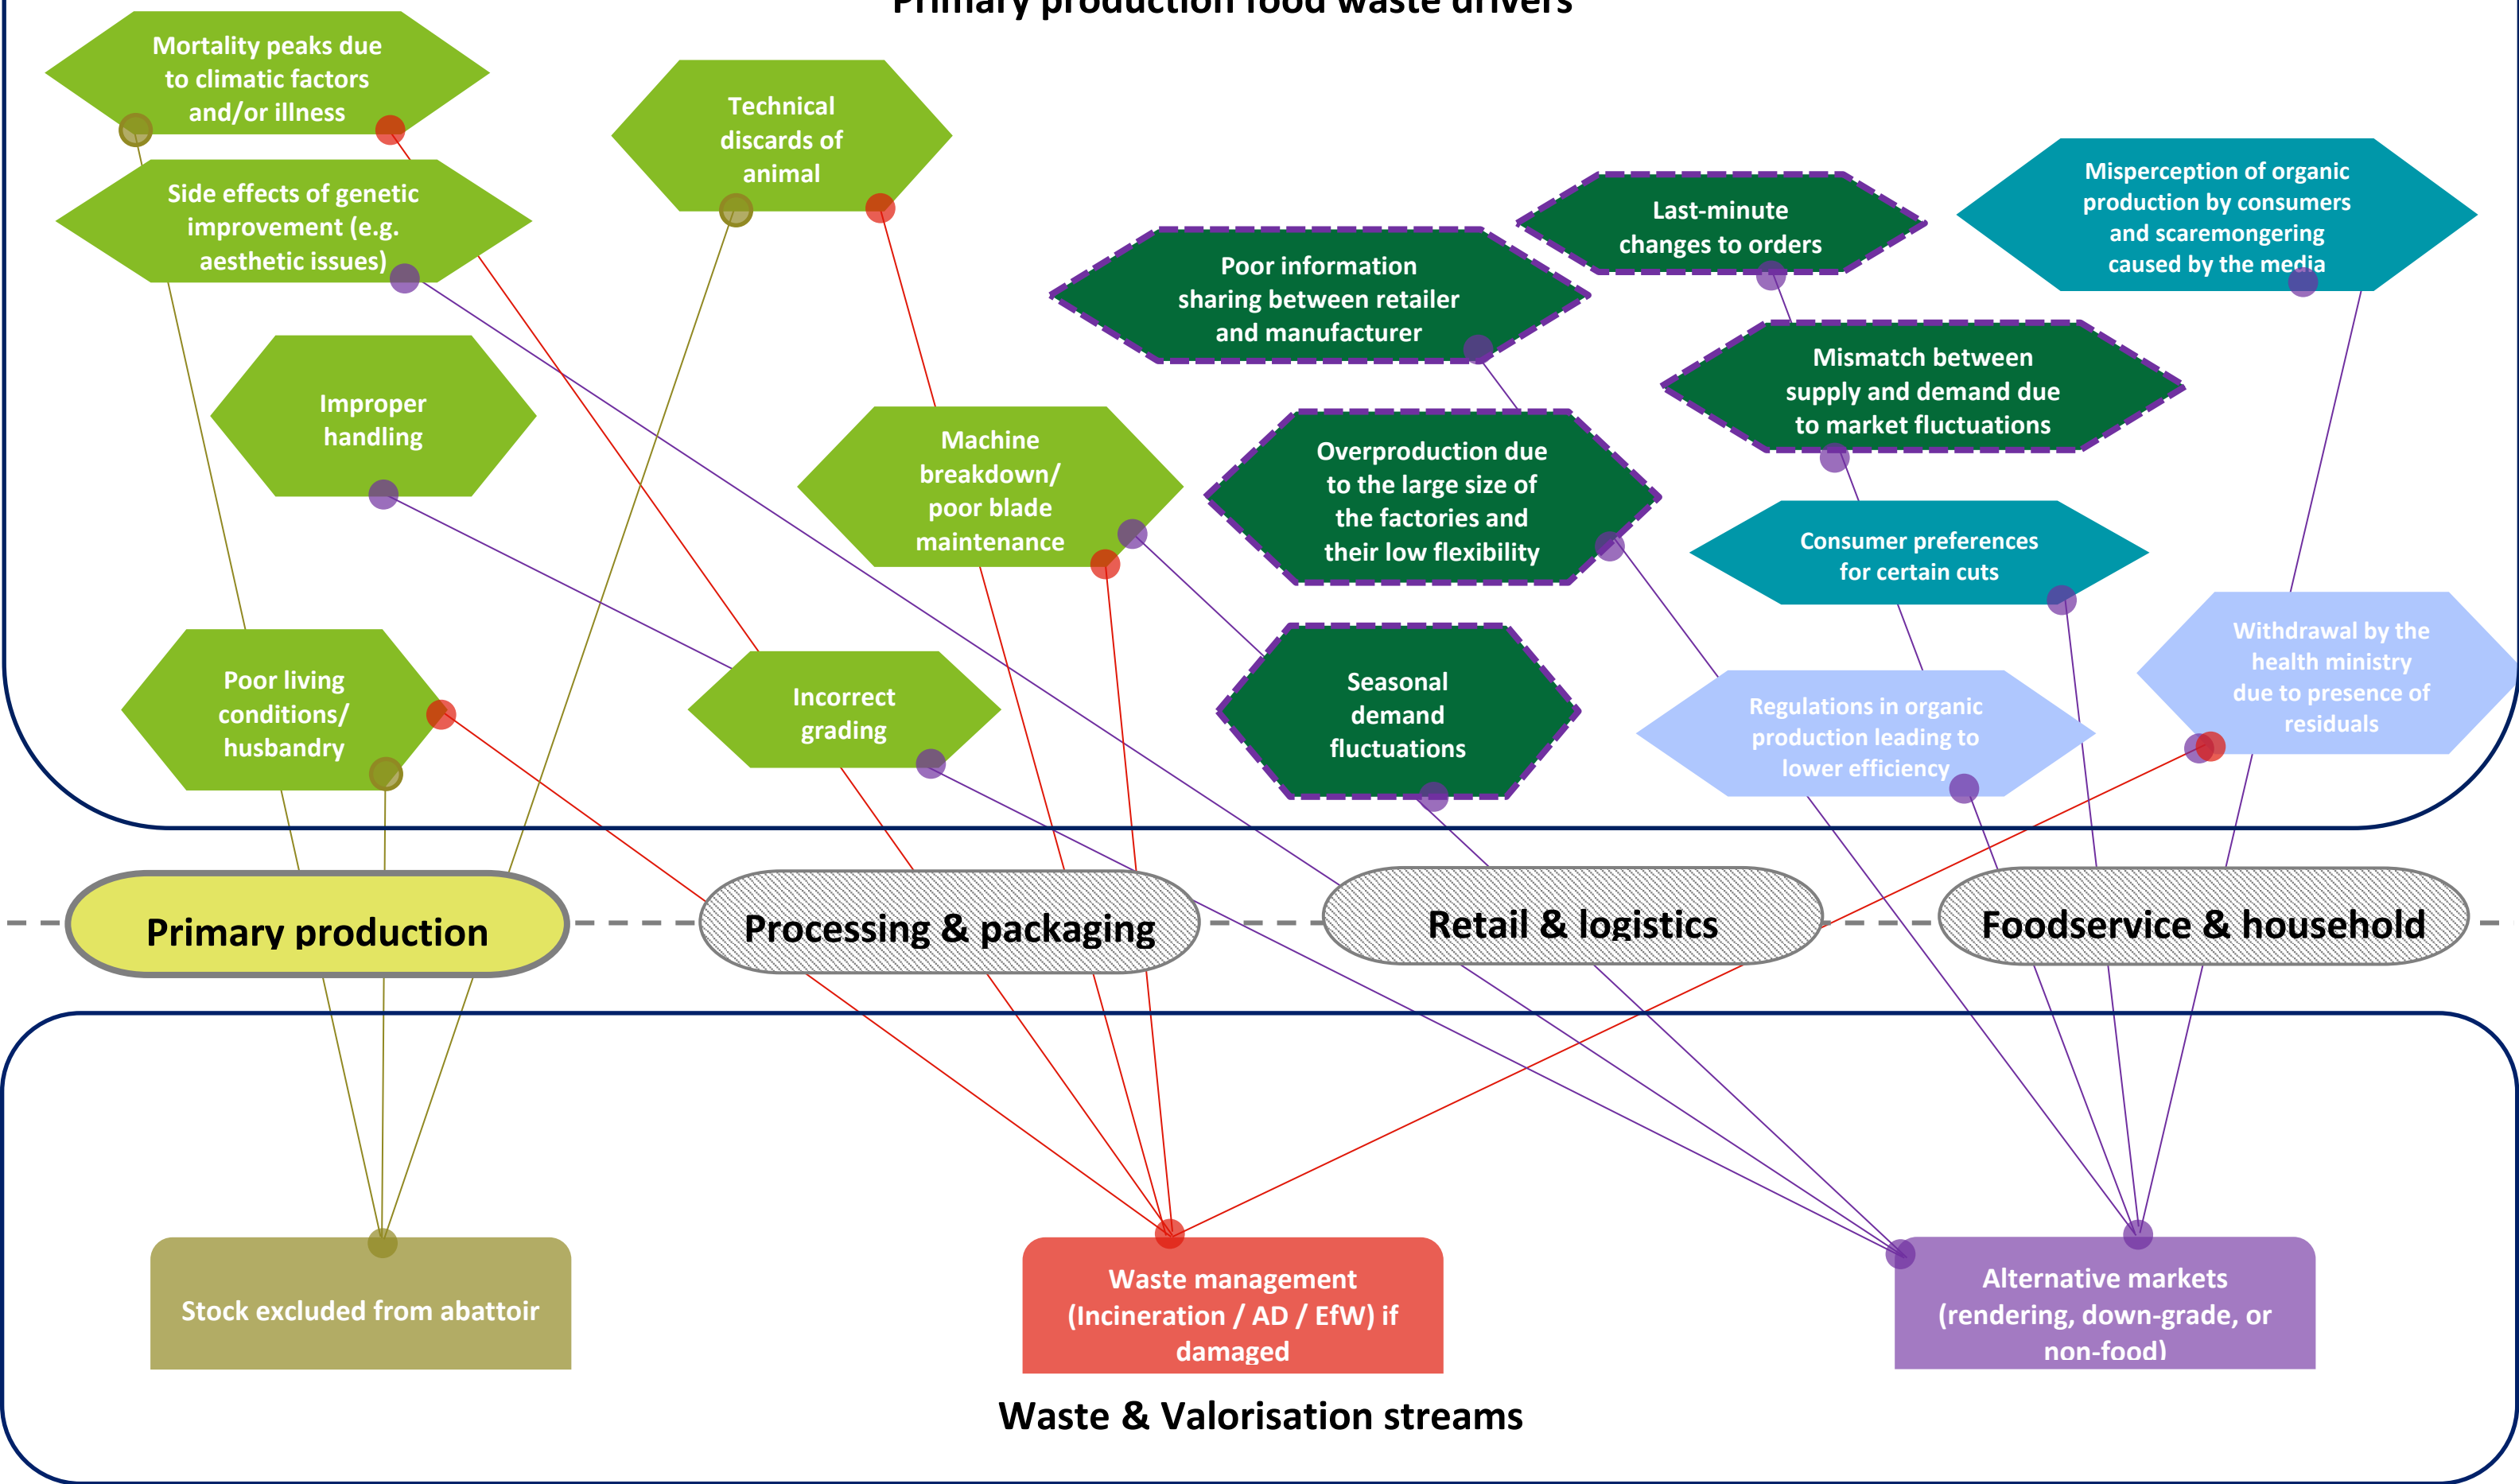 Primary production food waste drivers
Mortality peaks due
to climatic factors
and/or illness
Side effects of genetic
improvement (e.g.
aesthetic issues)
Technical
discards of
animal
Last-minute
changes to orders
Misperception of organic
production by consumers
and scaremongering
caused by the media
Poor information
sharing between retailer
and manufacturer
Mismatch between
supply and demand due
to market fluctuations
Improper
handling
Machine
breakdown/
poor blade
maintenance
Overproduction due
to the large size of
the factories and
their low flexibility
Consumer preferences
for certain cuts
Withdrawal by the
health ministry
due to presence of
residuals
Poor living
conditions/
husbandry
Incorrect
grading
Seasonal
demand
fluctuations
Regulations in organic
production leading to
lower efficiency
Primary production
Processing & packaging
Retail & logistics
Foodservice & household
Stock excluded from abattoir
Waste management
(Incineration / AD / EfW) if
damaged
Alternative markets
(rendering, down-grade, or
non-food)
Waste & Valorisation streams